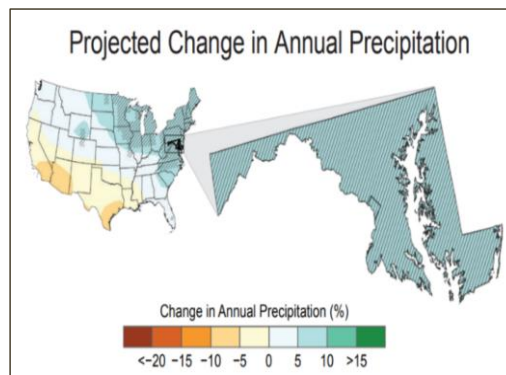 Projected Change in Annual Precipitation
Change in Annual Precipitation (%)
<−20 −15 −10 −5 0 5 10 >15